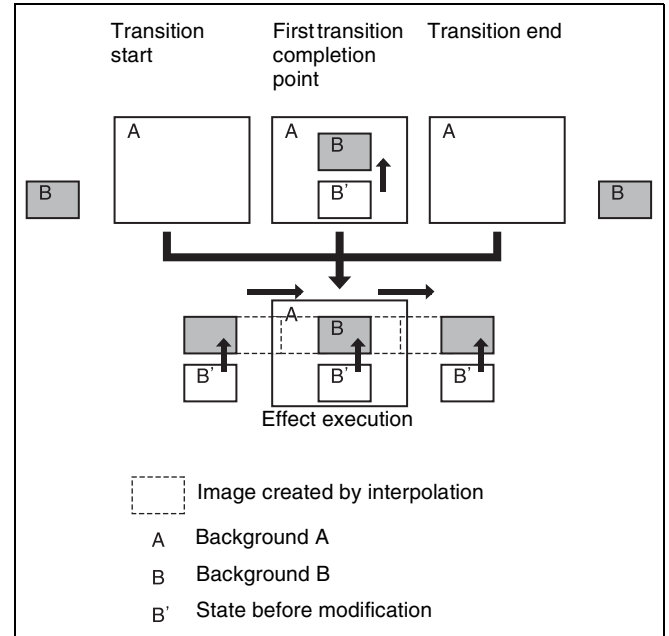 Transition start
First transition completion point
Transition end
A
A
A
B
B
B
B'
A
B
B'
B'
B'
Effect execution
Image created by interpolation
A Background A
B Background B
B' State before modification